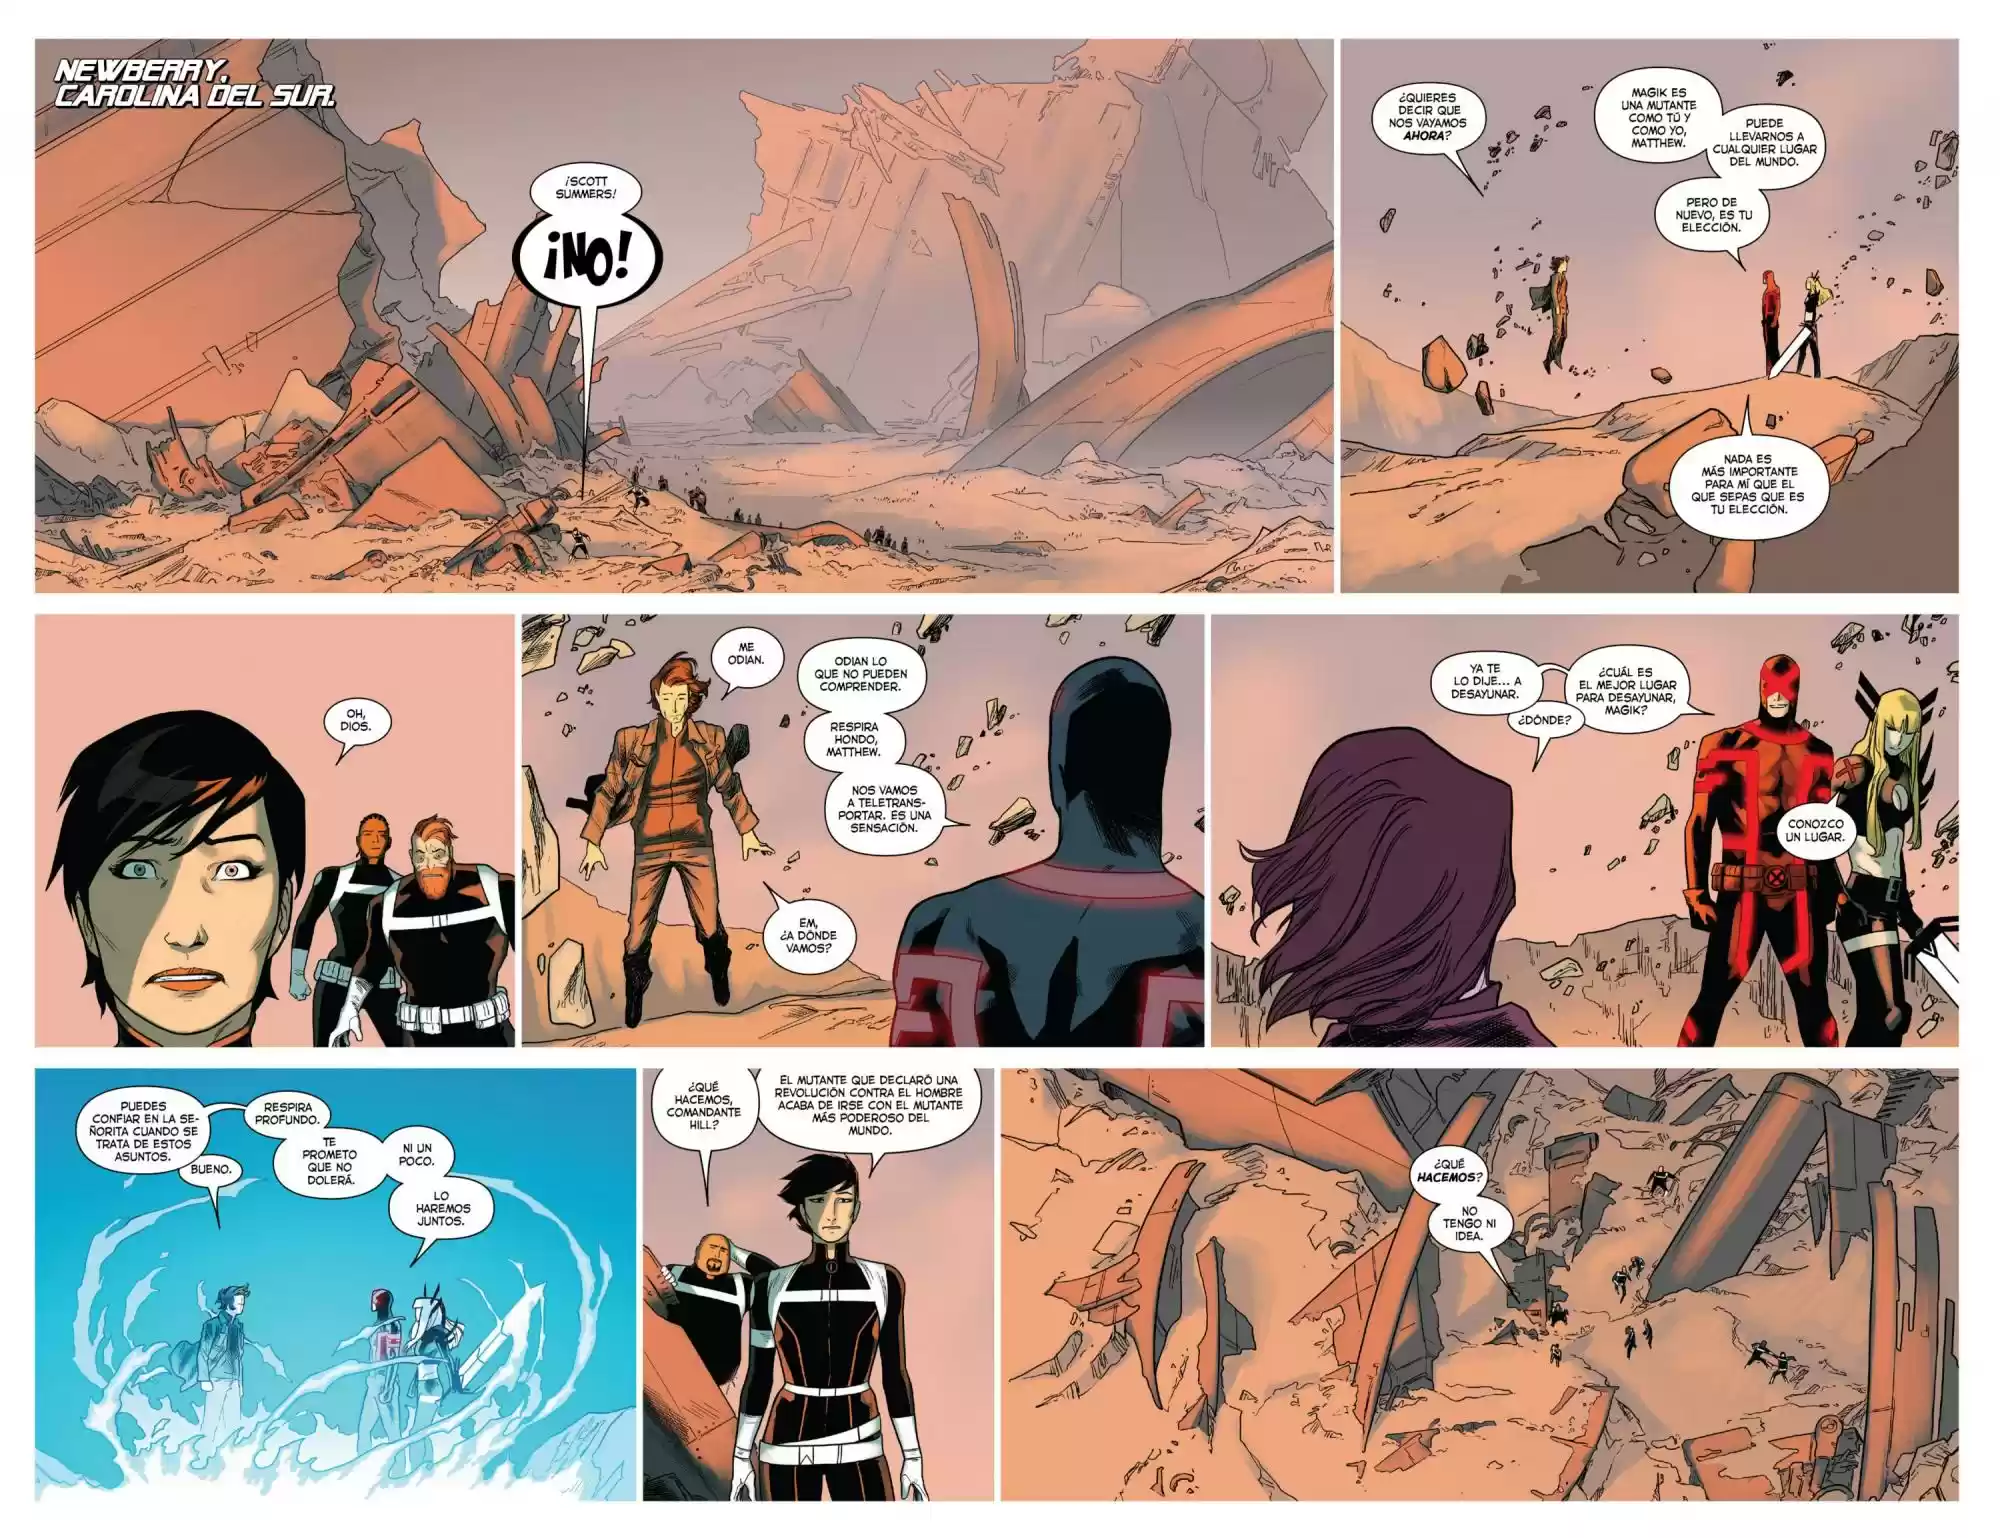 NEWBERRY,
CAROLINA DEL SUR.
¡SCOTT
SUMMERS!
¡NO!
¿QUIERES
DECIR QUE
NOS VAYAMOS
AHORA?
MAGIK ES
UNA MUTANTE
COMO TÚ Y
COMO YO,
MATTHEW.
PUEDE
LLEVARNOS A
CUALQUIER LUGAR
DEL MUNDO.
PERO DE
NUEVO, ES TU
ELECCIÓN.
NADA ES
MÁS IMPORTANTE
PARA MÍ QUE EL
QUE SEPAS QUE ES
TU ELECCIÓN.
OH,
DIOS.
ME
ODIAN.
ODIAN LO
QUE NO PUEDEN
COMPRENDER.
RESPIRA
HONDO,
MATTHEW.
NOS VAMOS
A TELETRANS-
PORTAR. ES UNA
SENSACIÓN.
EM,
¿A DÓNDE
VAMOS?
YA TE
LO DIJE... A
DESAYUNAR.
¿DÓNDE?
¿CUÁL ES
EL MEJOR LUGAR
PARA DESAYUNAR,
MAGIK?
CONOZCO
UN LUGAR.
PUEDES
CONFIAR EN LA SE-
ÑORITA CUANDO SE
TRATA DE ESTOS
ASUNTOS.
BUENO.
RESPIRA
PROFUNDO.
TE
PROMETO
QUE NO
DOLERÁ.
NI UN
POCO.
LO
HAREMOS
JUNTOS.
¿QUÉ
HACEMOS,
COMANDANTE
HILL?
EL MUTANTE QUE DECLARÓ UNA
REVOLUCIÓN CONTRA EL HOMBRE
ACABA DE IRSE CON EL MUTANTE
MÁS PODEROSO DEL
MUNDO.
¿QUÉ
HACEMOS?
NO
TENGO NI
IDEA.